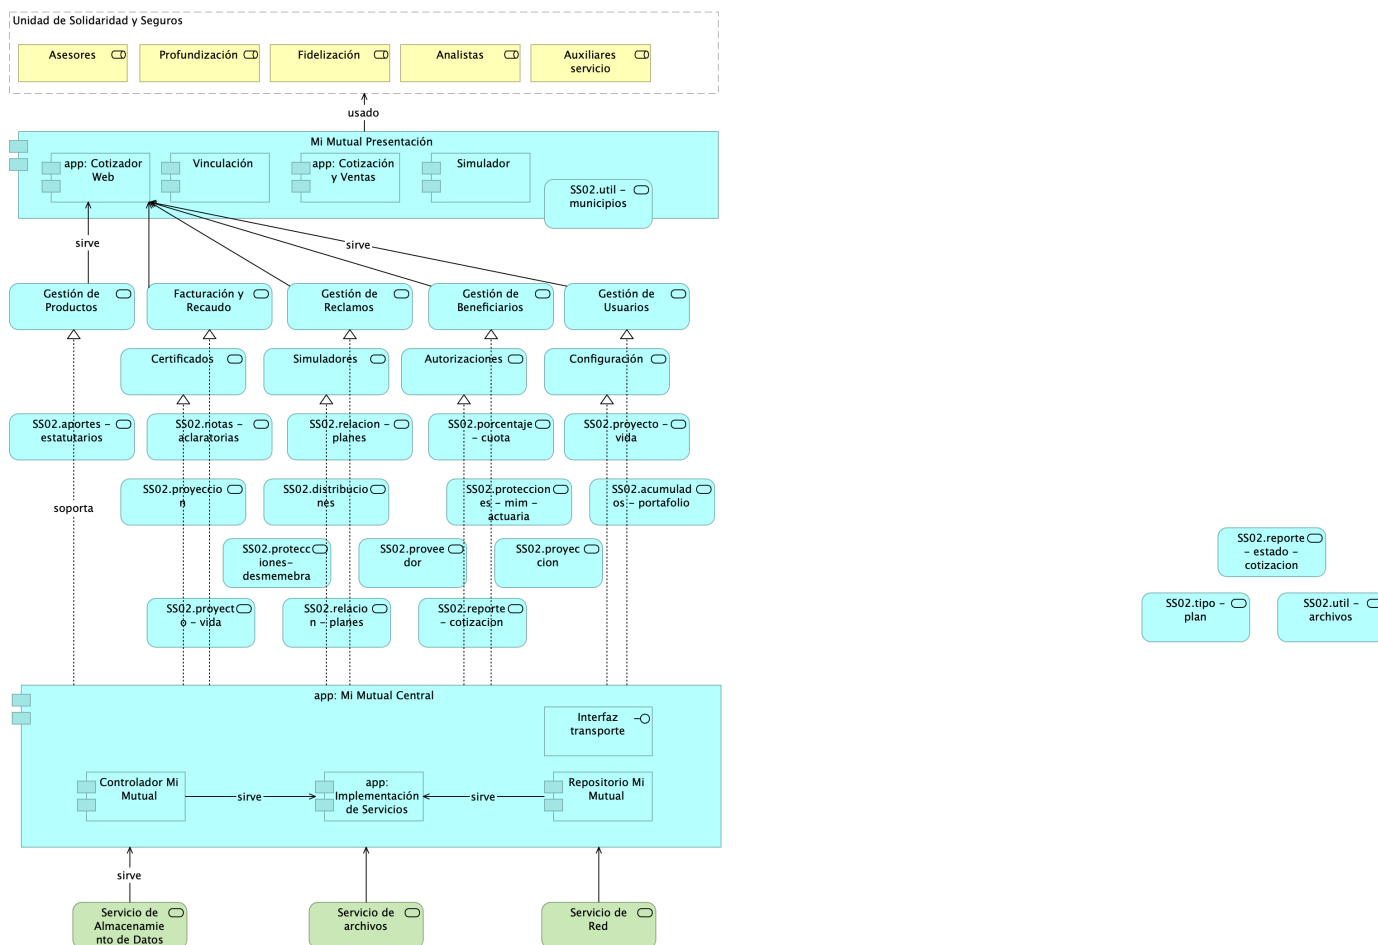 Unidad de Solidaridad y Seguros
Asesores
Profundización
Fidelización
Analistas
Auxiliares
servicio
usado
Mi Mutual Presentación
app: Cotizador
Web
Vinculación
app: Cotización
y Ventas
Simulador
SS02.util –
municipios
sirve
sirve
Gestión de
Productos
Facturación y
Recaudo
Gestión de
Reclamos
Gestión de
Beneficiarios
Gestión de
Usuarios
Certificados
Simuladores
Autorizaciones
Configuración
SS02.aportes –
estatutarios
SS02.notas –
aclaratorias
SS02.relacion –
planes
SS02.porcentaje
– cuota
SS02.proyecto –
vida
SS02.proyeccio
n
SS02.distribucio
nes
SS02.proteccion
es – mim –
actuaria
SS02.acumulad
os – portafolio
soporta
SS02.protecc
iones–
desmemebra
SS02.provee
dor
SS02.proyec
cion
SS02.reporte
– estado –
cotizacion
SS02.proyect
o – vida
SS02.relacio
n – planes
SS02.reporte
– cotizacion
SS02.tipo –
plan
SS02.util –
archivos
app: Mi Mutual Central
Interfaz
transporte
Controlador Mi
Mutual
sirve
app:
Implementación
de Servicios
sirve
Repositorio Mi
Mutual
sirve
Servicio de
Almacenamie
nto de Datos
Servicio de
archivos
Servicio de
Red